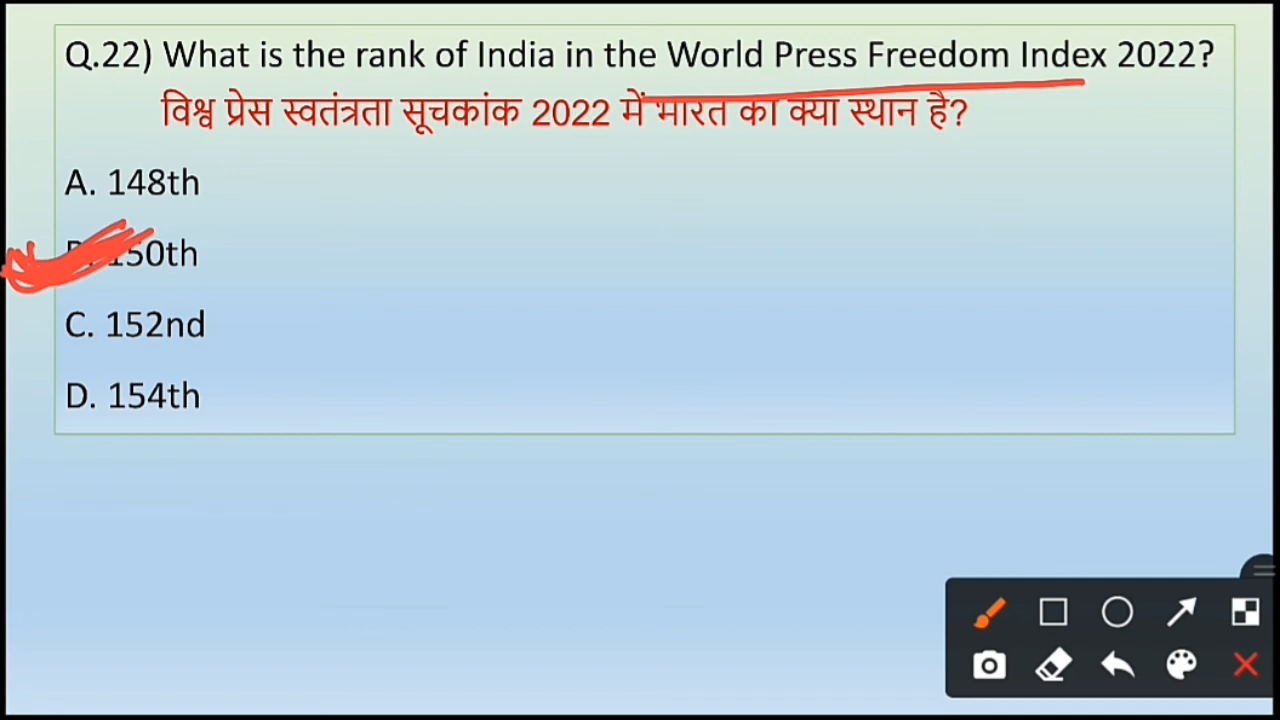 Q.22) What is the rank of India in the World Press Freedom Index 2022?
विश्व प्रेस स्वतंत्रता सूचकांक 2022 में भारत का क्या स्थान है?
A. 148th
B. 150th
C. 152nd
D. 154th